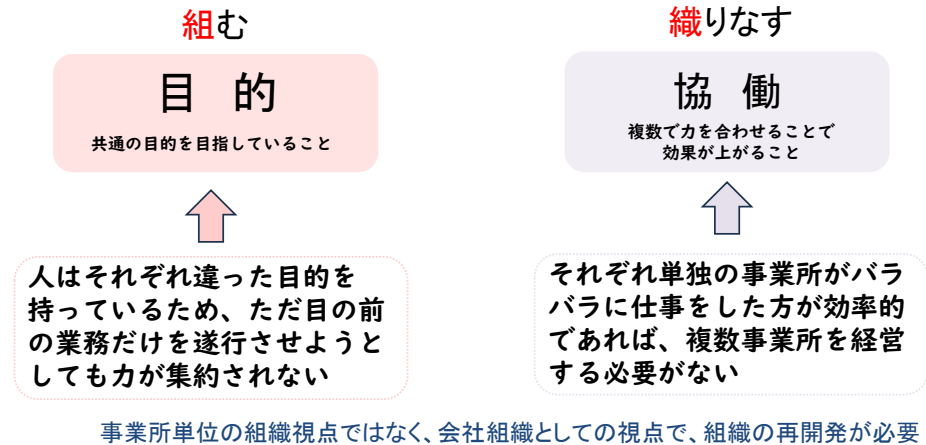 組む
目 的
共通の目的を目指していること
人はそれぞれ違った目的を
持っているため、ただ目の前
の業務だけを遂行させようと
しても力が集約されない
織りなす
協 働
複数で力を合わせることで
効果が上がること
それぞれ単独の事業所がバラ
バラに仕事をした方が効率的
であれば、複数事業所を経営
する必要がない
事業所単位の組織視点ではなく、会社組織としての視点で、組織の再開発が必要